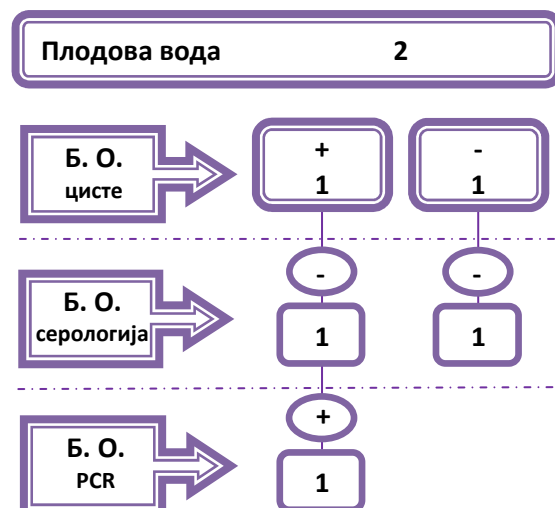 Плодова вода 2
Б. О.
цисте
+
1
-
1
Б. О.
серологија
-
1
-
1
Б. О.
PCR
+
1